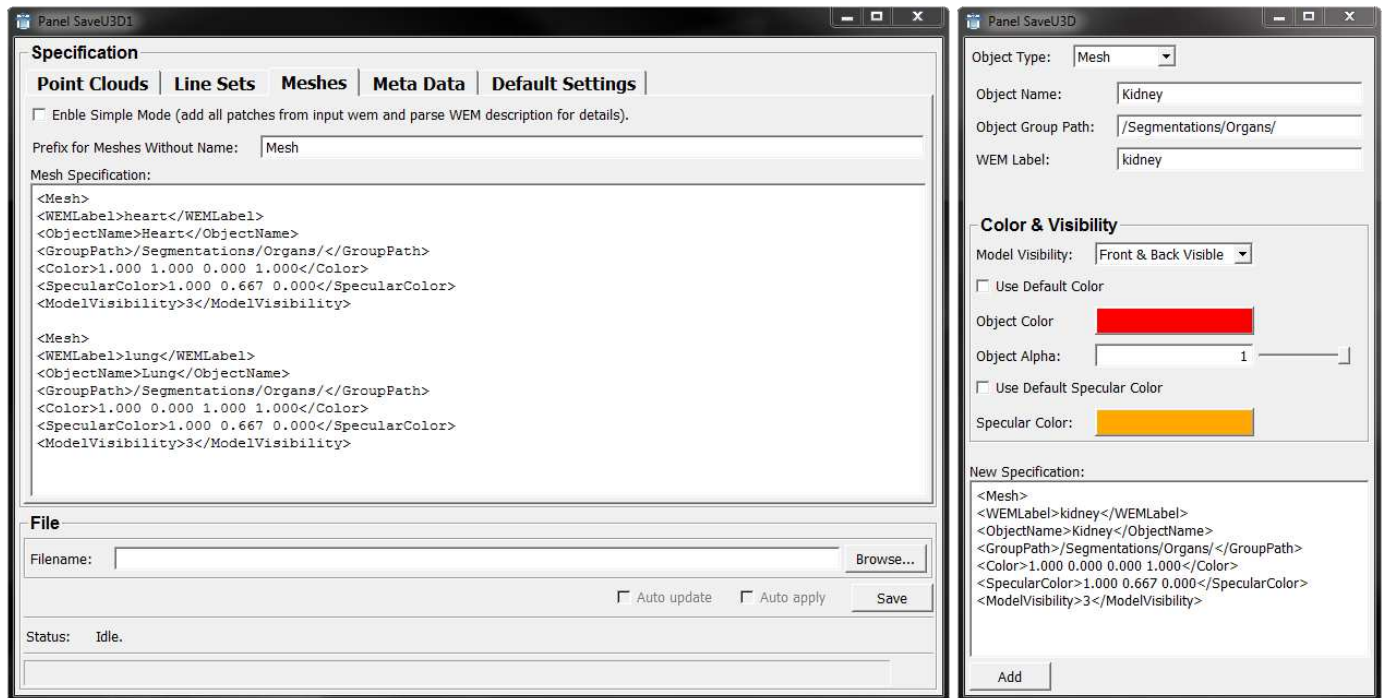 Panel SaveU3D1
Specification
Point Clouds Line Sets Meshes Meta Data Default Settings
Enble Simple Mode (add all patches from input wem and parse WEM description for details).
Prefix for Meshes Without Name: Mesh
Mesh Specification:
<Mesh>
<WEMLabel>heart</WEMLabel>
<ObjectName>Heart</ObjectName>
<GroupPath>/Segmentations/Organs/</GroupPath>
<Color>1.000 1.000 0.000 1.000</Color>
<SpecularColor>1.000 0.667 0.000</SpecularColor>
<ModelVisibility>3</ModelVisibility>
<Mesh>
<WEMLabel>lung</WEMLabel>
<ObjectName>Lung</ObjectName>
<GroupPath>/Segmentations/Organs/</GroupPath>
<Color>1.000 0.000 1.000 1.000</Color>
<SpecularColor>1.000 0.667 0.000</SpecularColor>
<ModelVisibility>3</ModelVisibility>
File
Filename: Browse...
Auto update Auto apply Save
Status: Idle.
Panel SaveU3D
Object Type: Mesh
Object Name: Kidney
Object Group Path: /Segmentations/Organs/
WEM Label: kidney
Color & Visibility
Model Visibility: Front & Back Visible
Use Default Color
Object Color
Object Alpha: 1
Use Default Specular Color
Specular Color:
New Specification:
<Mesh>
<WEMLabel>kidney</WEMLabel>
<ObjectName>Kidney</ObjectName>
<GroupPath>/Segmentations/Organs/</GroupPath>
<Color>1.000 0.000 0.000 1.000</Color>
<SpecularColor>1.000 0.667 0.000</SpecularColor>
<ModelVisibility>3</ModelVisibility>
Add